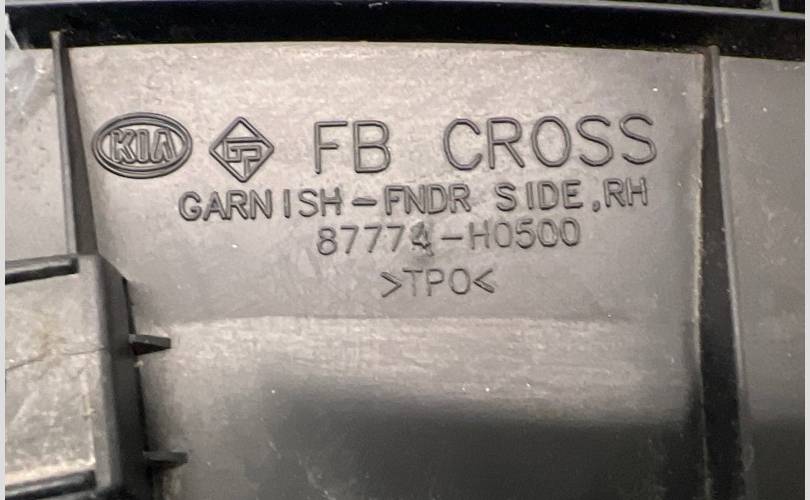 KIA FB CROSS
GARNISH-FNDR SIDE,RH
87774-H0500
>TPO<